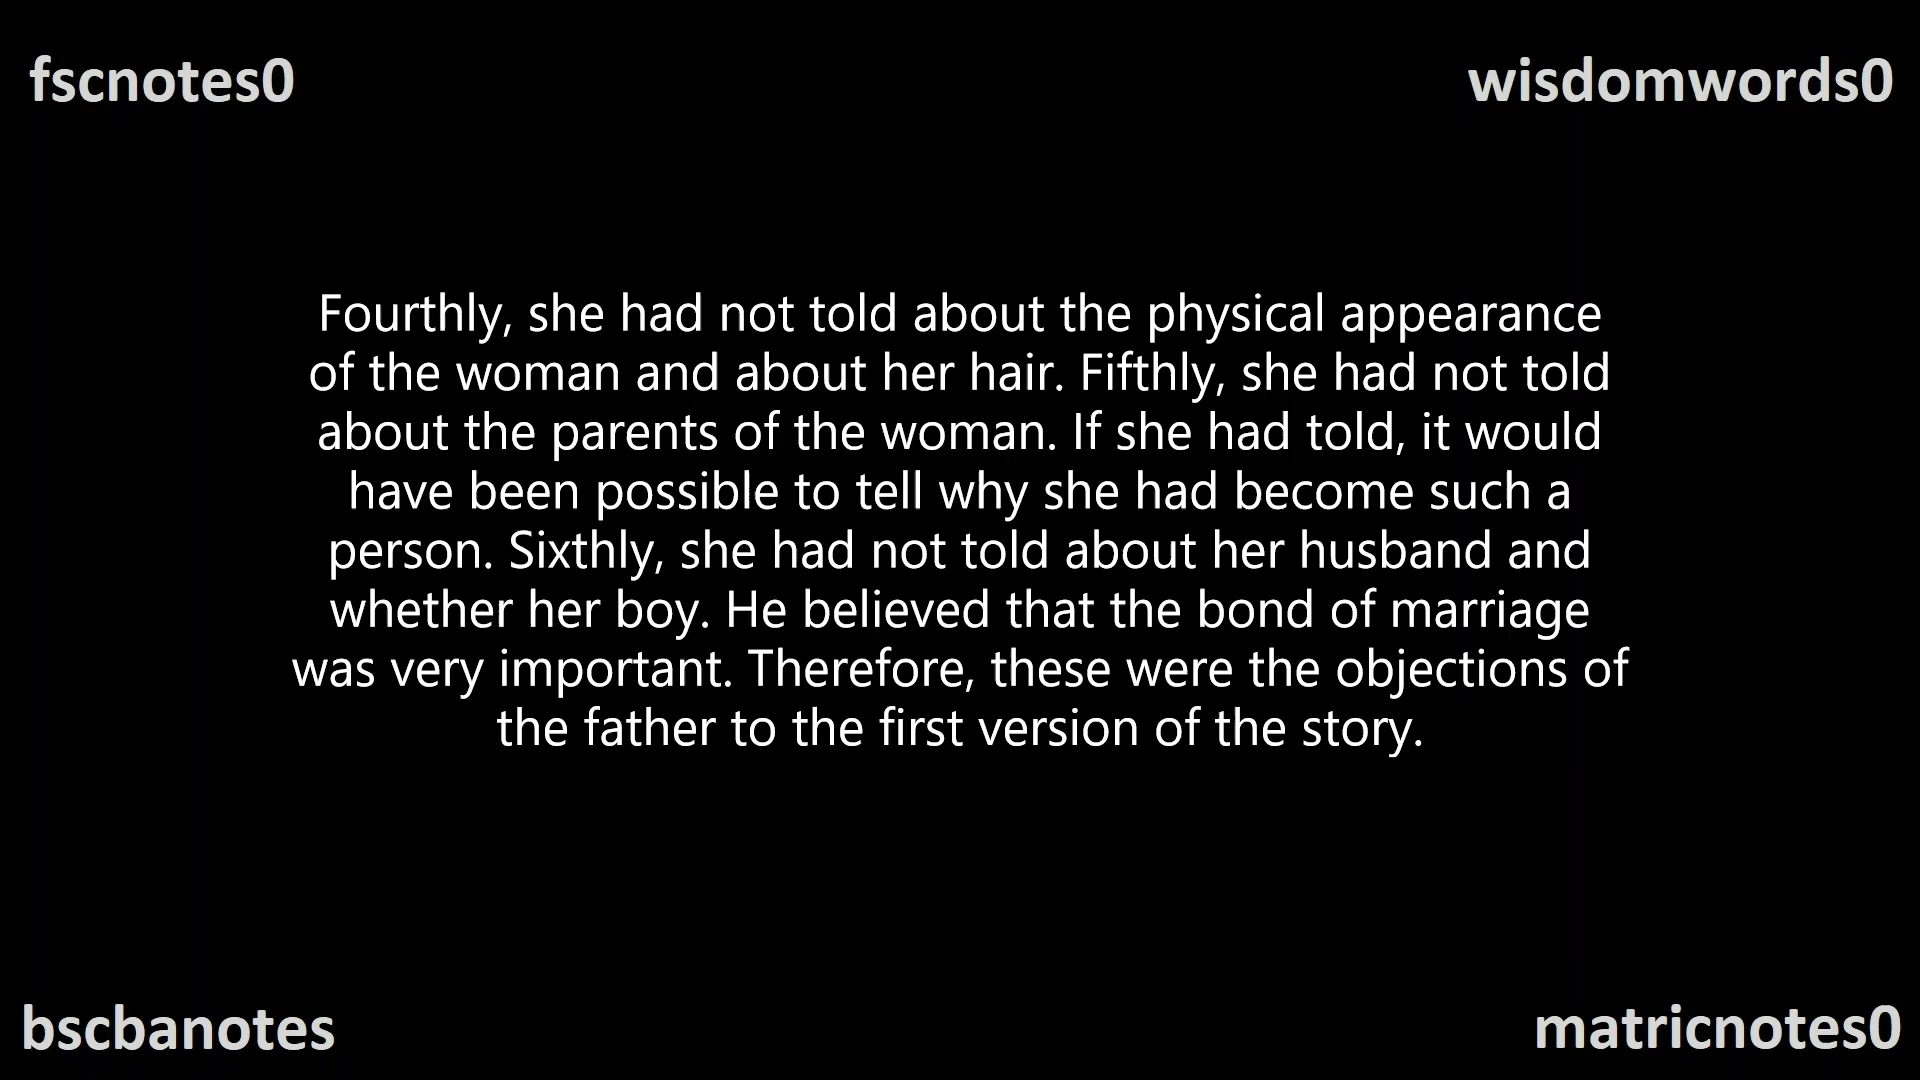 fscnotes0
wisdomwords0
Fourthly, she had not told about the physical appearance
of the woman and about her hair. Fifthly, she had not told
about the parents of the woman. If she had told, it would
have been possible to tell why she had become such a
person. Sixthly, she had not told about her husband and
whether her boy. He believed that the bond of marriage
was very important. Therefore, these were the objections of
the father to the first version of the story.
bscbanotes
matricnotes0